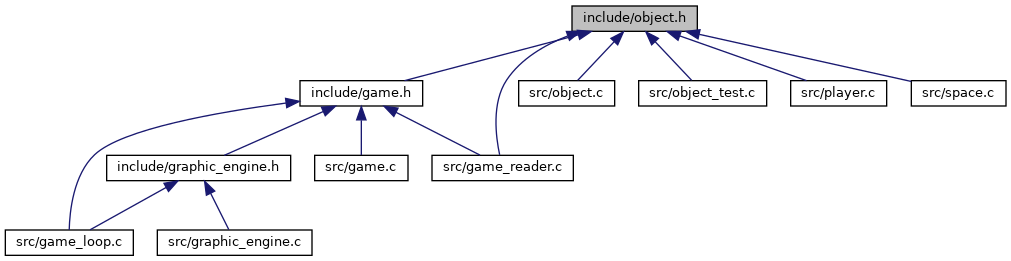 include/object.h
include/game.h
src/object.c
src/object_test.c
src/player.c
src/space.c
include/graphic_engine.h
src/game.c
src/game_reader.c
src/game_loop.c
src/graphic_engine.c